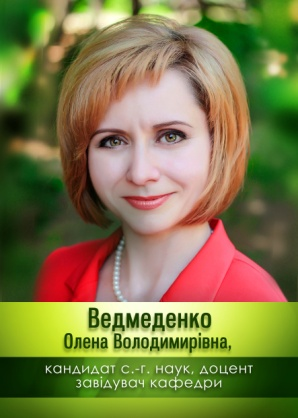 Ведмеденко
Олена Володимирівна,
кандидат с.-г. наук, доцент
завідувач кафедри